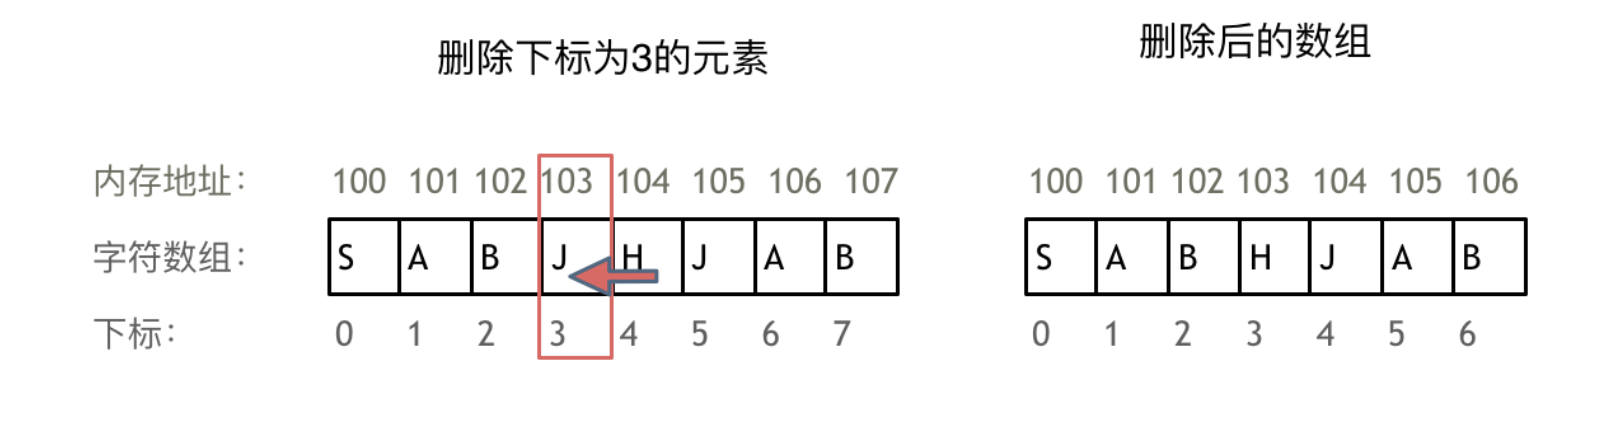 删除下标为3的元素
删除后的数组
内存地址： 100 101 102 103 104 105 106 107 100 101 102 103 104 105 106
字符数组： S A B J H J A B S A B H J A B
下标： 0 1 2 3 4 5 6 7 0 1 2 3 4 5 6